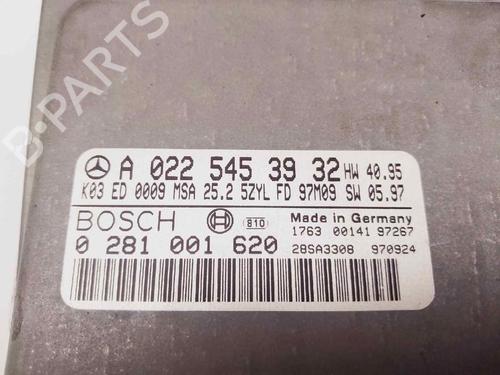 A 022 545 39 32 HW 40.95
K03 ED 0009 MSA 25.2 5ZYL FD 97M09 SW 05.97
BOSCH 810 Made in Germany
1763 00141 97267
0 281 001 620 28SA3308 970924
B-PARTS